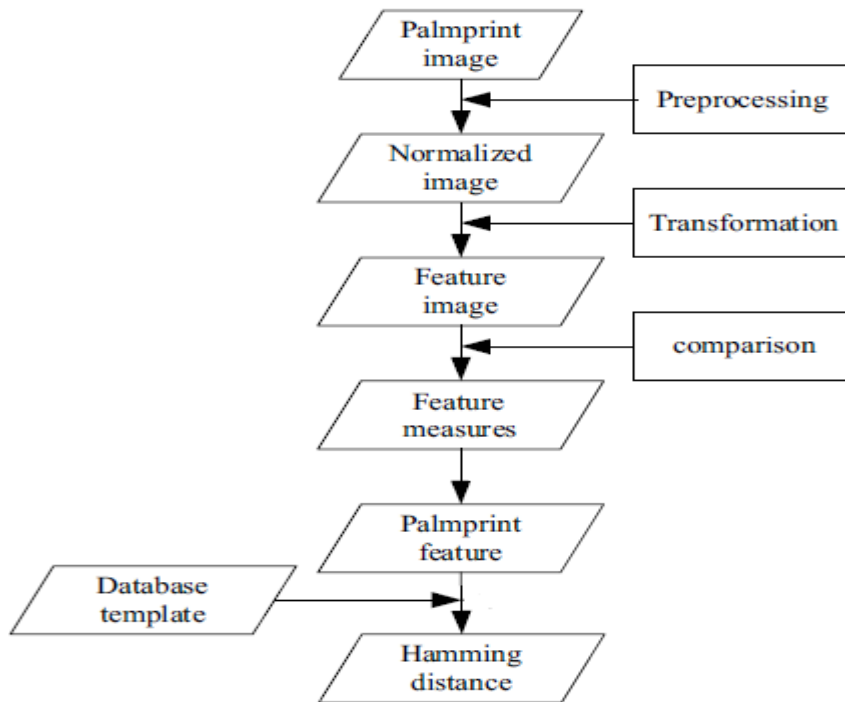 Palmprint
image
Preprocessing
Normalized
image
Transformation
Feature
image
comparison
Feature
measures
Palmprint
feature
Database
template
Hamming
distance